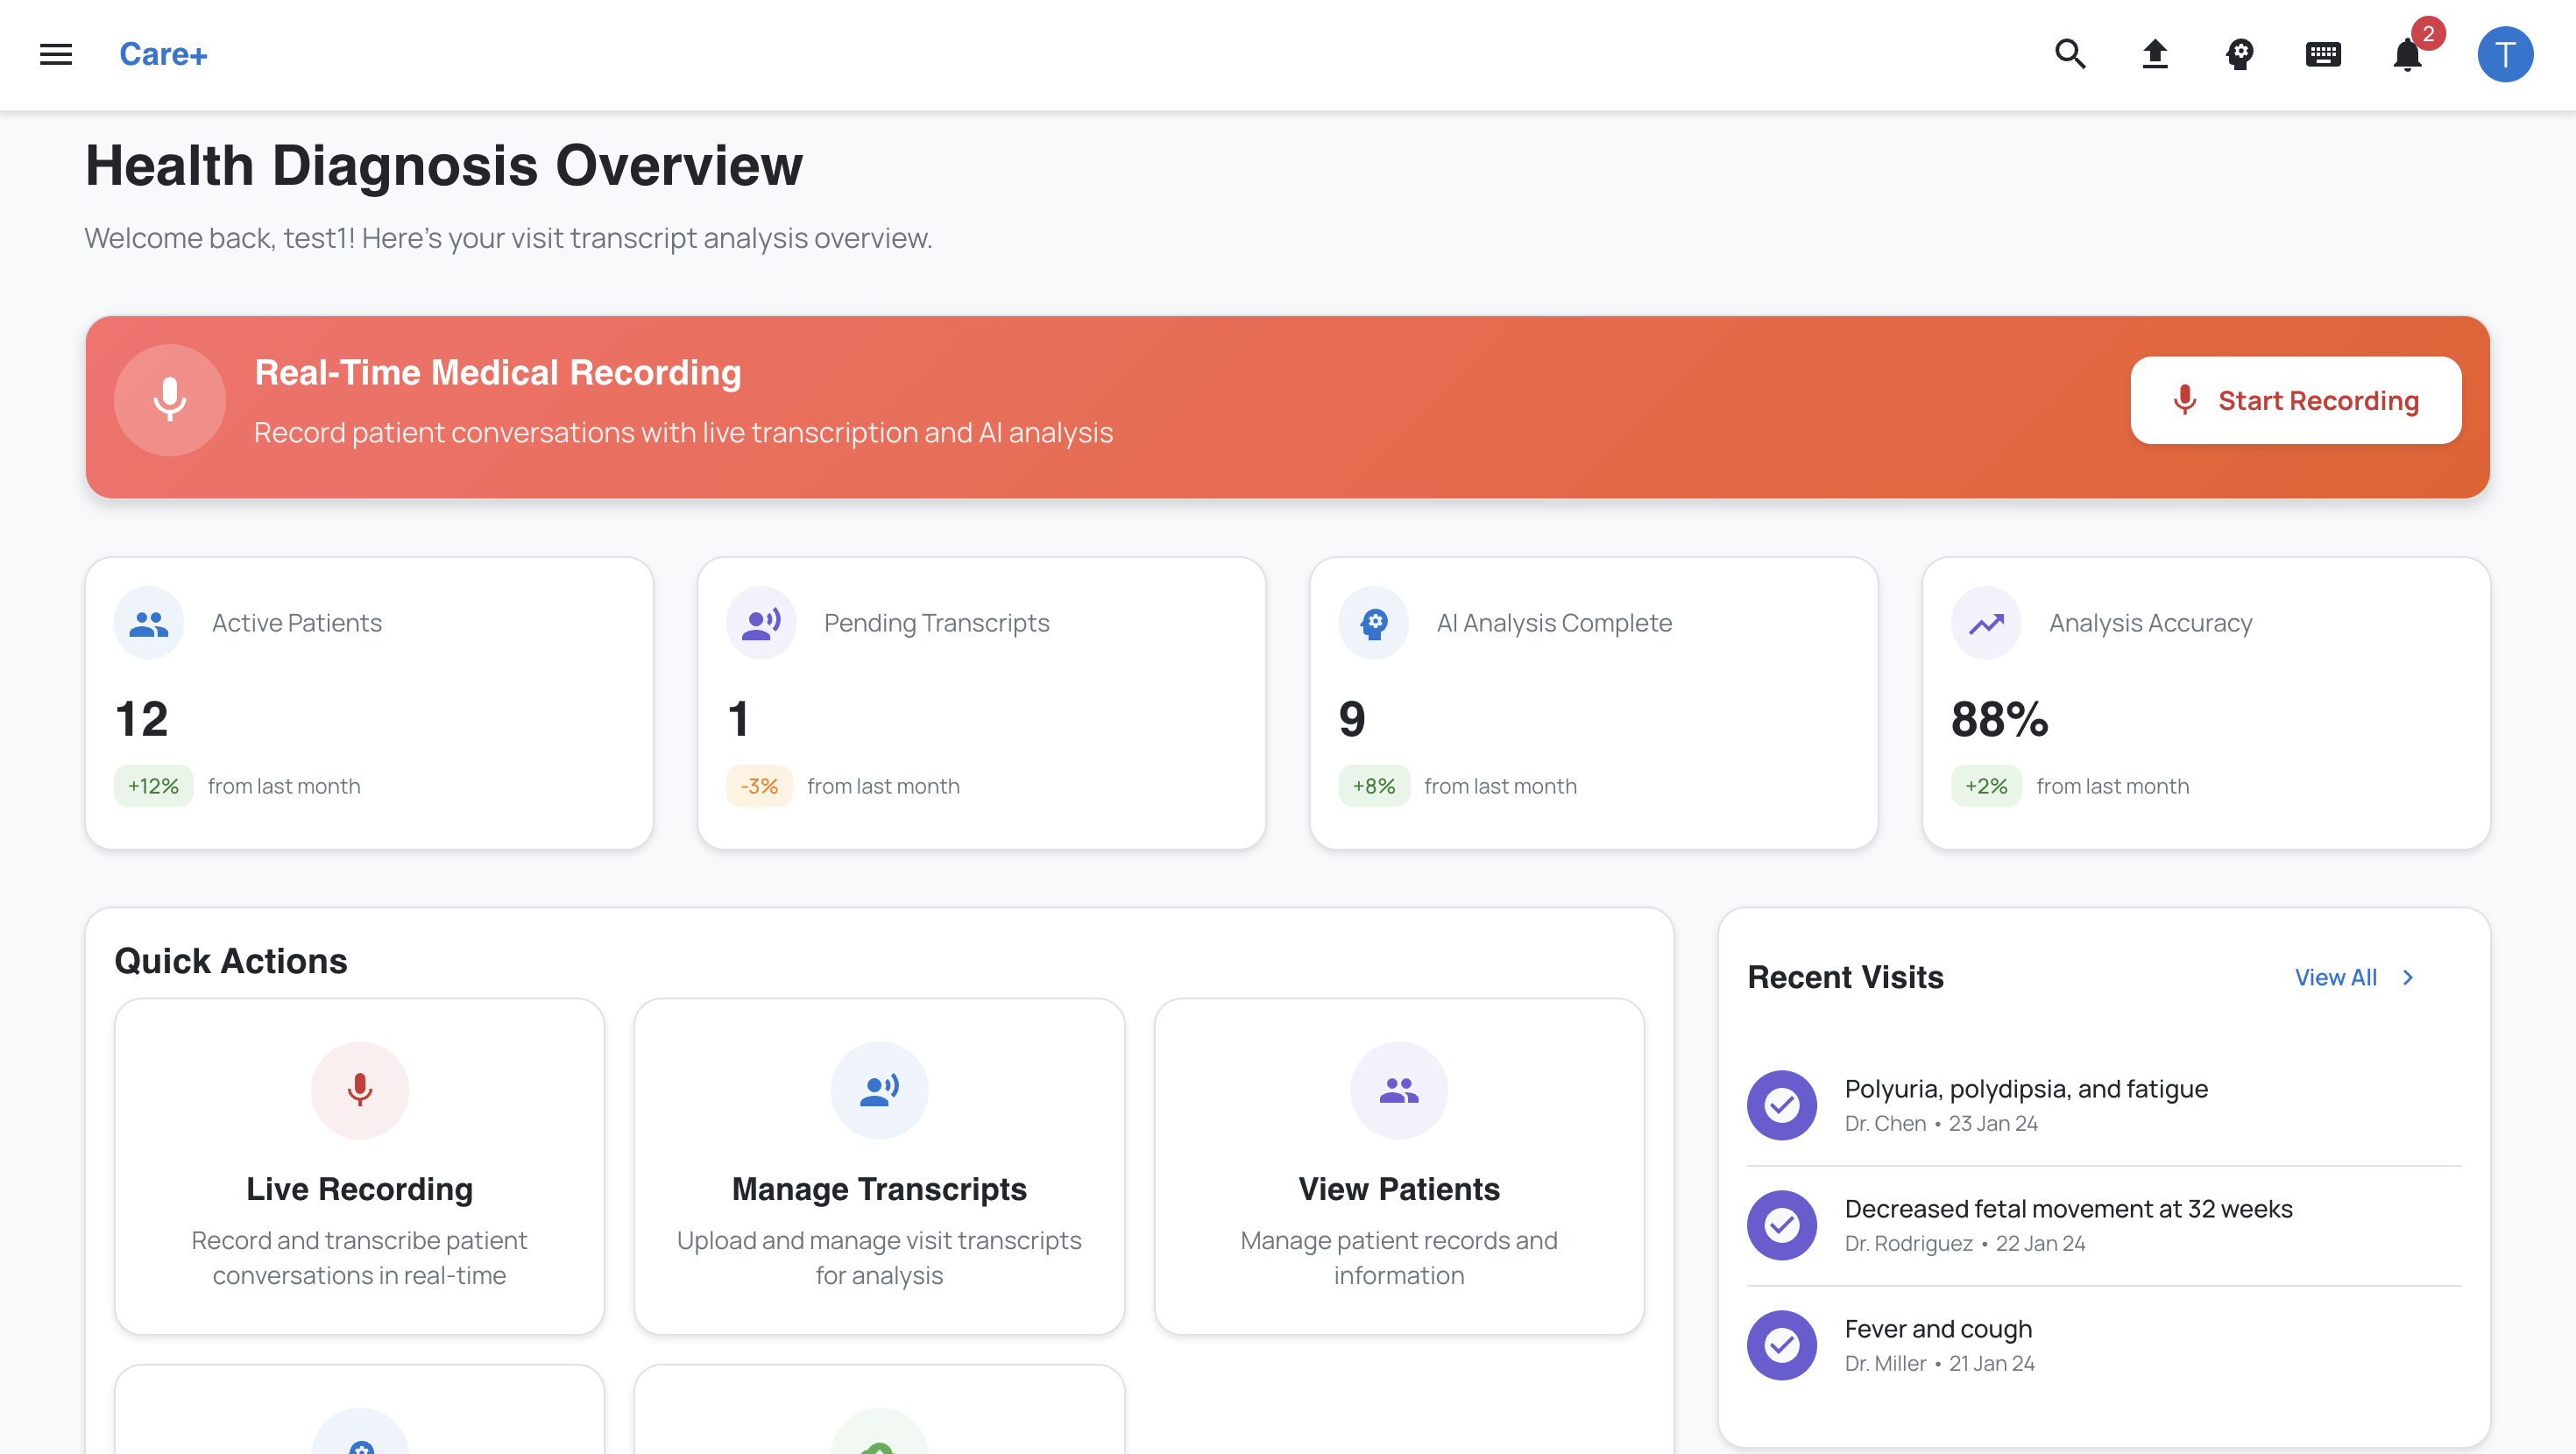 Care+
2
T
Health Diagnosis Overview
Welcome back, test1! Here's your visit transcript analysis overview.
Real-Time Medical Recording
Record patient conversations with live transcription and AI analysis
Start Recording
Active Patients
12
+12% from last month
Pending Transcripts
1
-3% from last month
AI Analysis Complete
9
+8% from last month
Analysis Accuracy
88%
+2% from last month
Quick Actions
Live Recording
Record and transcribe patient
conversations in real-time
Manage Transcripts
Upload and manage visit transcripts
for analysis
View Patients
Manage patient records and
information
Recent Visits
View All
Polyuria, polydipsia, and fatigue
Dr. Chen • 23 Jan 24
Decreased fetal movement at 32 weeks
Dr. Rodriguez • 22 Jan 24
Fever and cough
Dr. Miller • 21 Jan 24